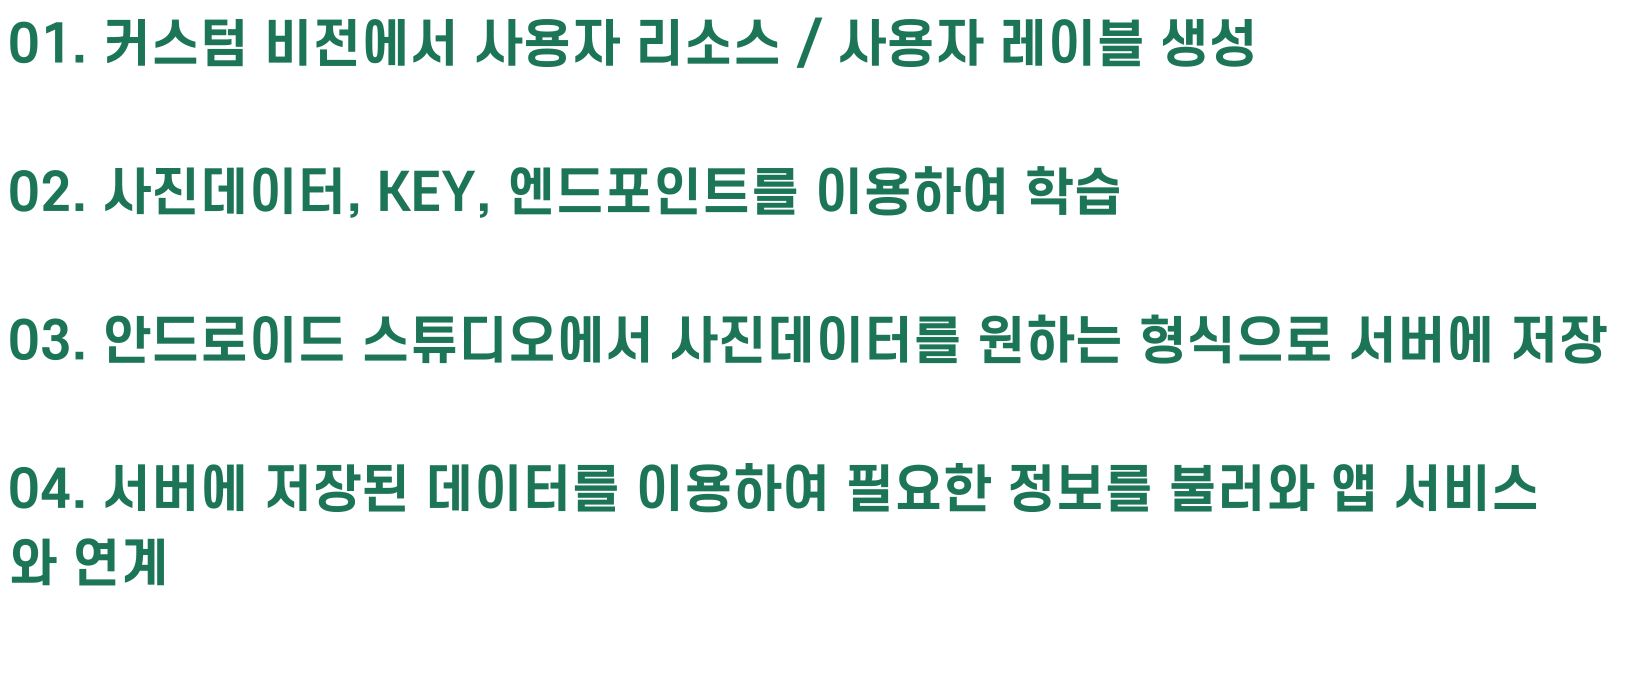 01. 커스텀 비전에서 사용자 리소스 / 사용자 레이블 생성
02. 사진데이터, KEY, 엔드포인트를 이용하여 학습
03. 안드로이드 스튜디오에서 사진데이터를 원하는 형식으로 서버에 저장
04. 서버에 저장된 데이터를 이용하여 필요한 정보를 불러와 앱 서비스
와 연계